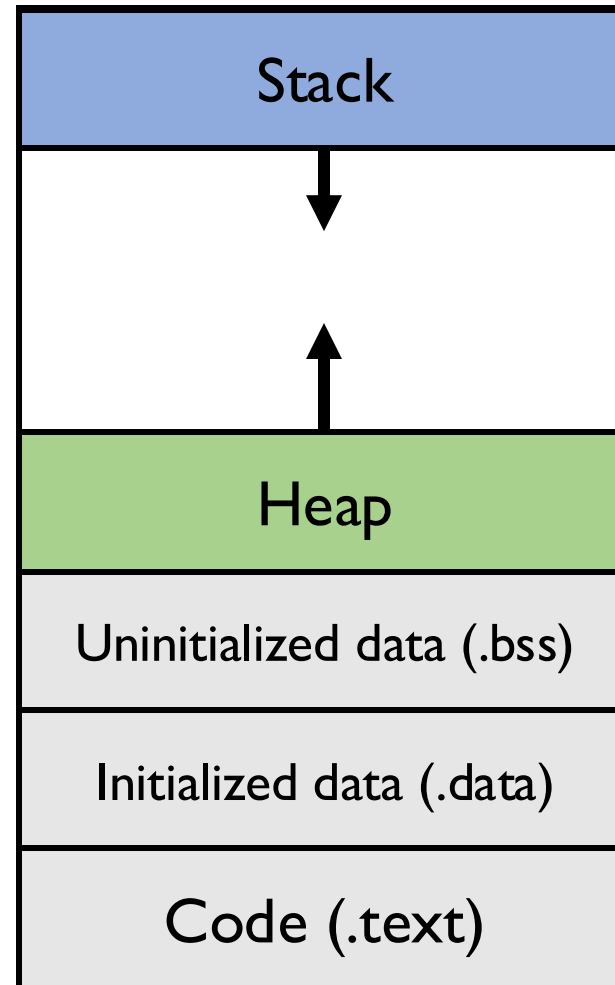 Stack
Heap
Uninitialized data (.bss)
Initialized data (.data)
Code (.text)